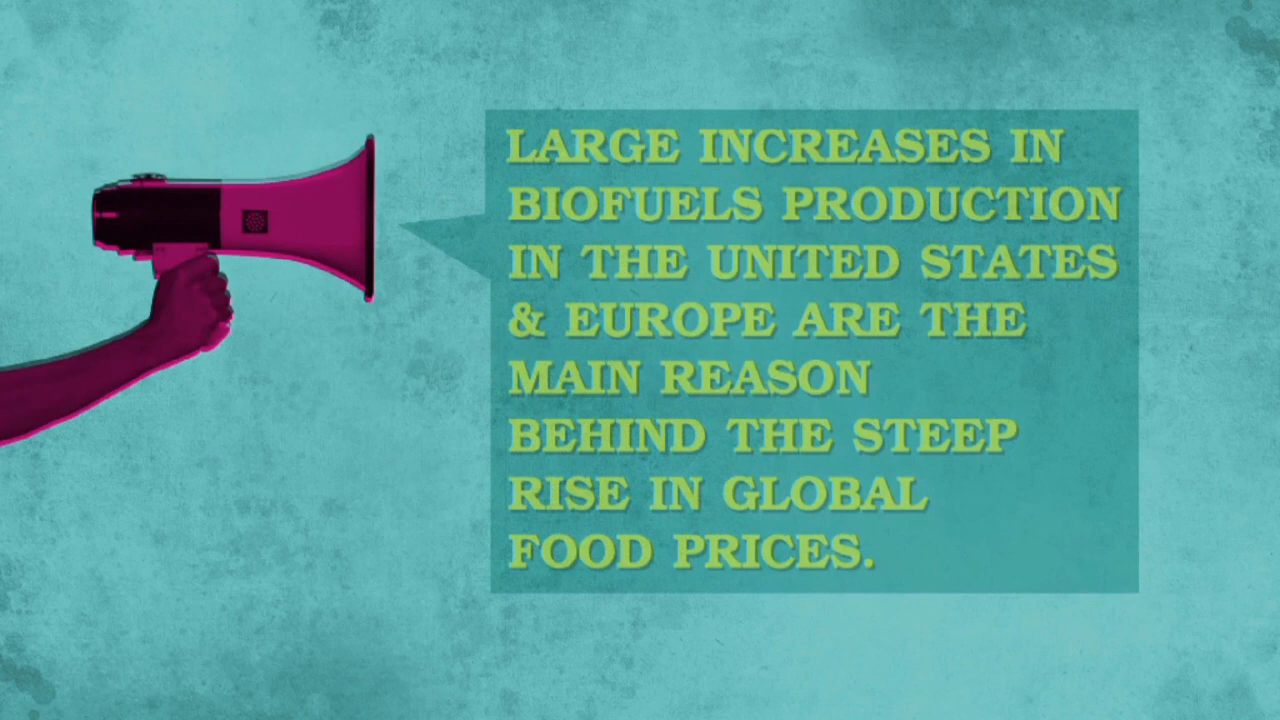 LARGE INCREASES IN
BIOFUELS PRODUCTION
IN THE UNITED STATES
& EUROPE ARE THE
MAIN REASON
BEHIND THE STEEP
RISE IN GLOBAL
FOOD PRICES.